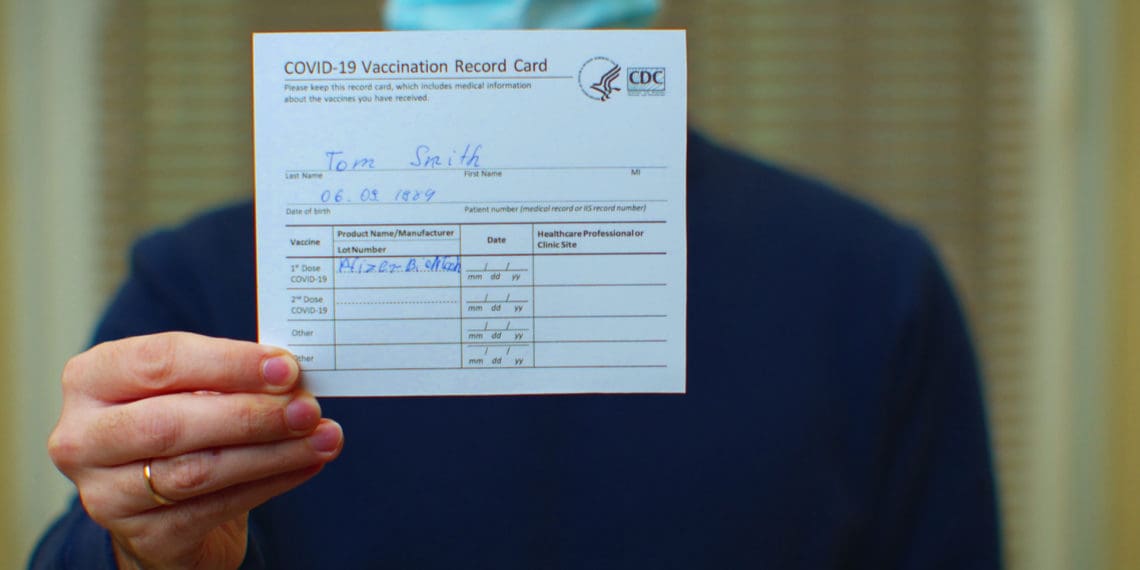 COVID-19 Vaccination Record Card
CDC
Please keep this record card, which includes medical information
about the vaccines you have received.
Tom Smith
Last Name First Name MI
06.09 1989
Date of birth Patient number (medical record or IIS record number)
Vaccine Product Name/Manufacturer Date Healthcare Professional or
Lot Number Clinic Site
1st Dose Pfizer-BioNTech / /
COVID-19 mm dd yy
2nd Dose / /
COVID-19 mm dd yy
Other / /
mm dd yy
Other / /
mm dd yy